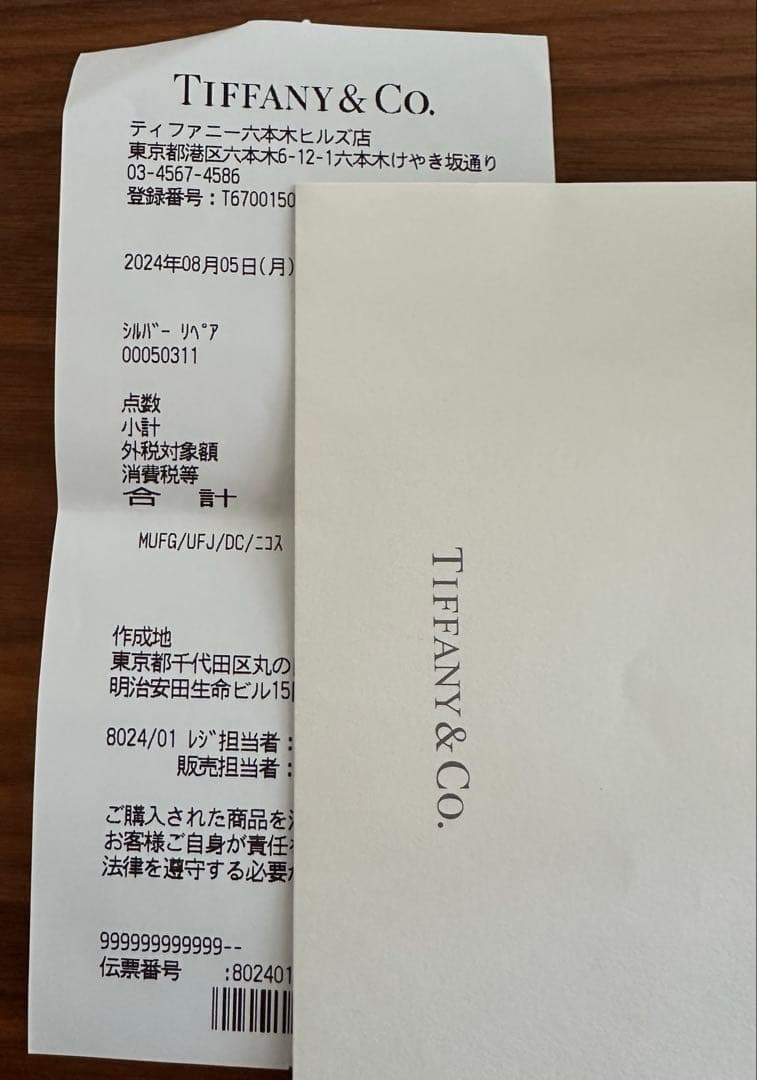 TIFFANY & CO.
ティファニー六本木ヒルズ店
東京都港区六本木6-12-1六本木けやき坂通り
03-4567-4586
登録番号：T6700150
2024年08月05日(月)
ｼﾙﾊﾞｰ ﾘﾍﾟｱ
00050311
点数
小計
外税対象額
消費税等
合 計
MUFG/UFJ/DC/ﾆｺｽ
作成地
東京都千代田区丸の
明治安田生命ビル15
8024/01 ﾚｼﾞ担当者：
販売担当者：
ご購入された商品を
お客様ご自身が責任
法律を遵守する必要
999999999999--
伝票番号 :802401
TIFFANY & CO.